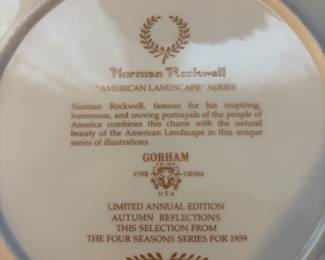 Norman Rockwell
"AMERICAN LANDSCAPE" SERIES
Norman Rockwell, famous for his inspiring,
humorous, and moving portrayals of the people of
America combines this charm with the natural
beauty of the American Landscape in this unique
series of illustrations.
GORHAM
FINE CHINA
U.S.A
LIMITED ANNUAL EDITION
AUTUMN REFLECTIONS
THIS SELECTION FROM
THE FOUR SEASONS SERIES FOR 1959